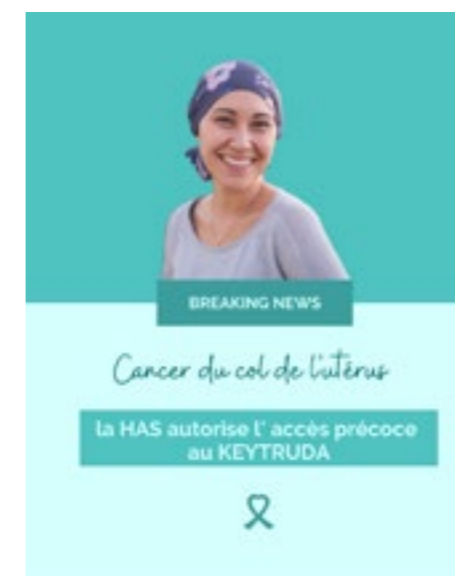 BREAKING NEWS
Cancer du col de l'utérus
la HAS autorise l' accès précoce
au KEYTRUDA